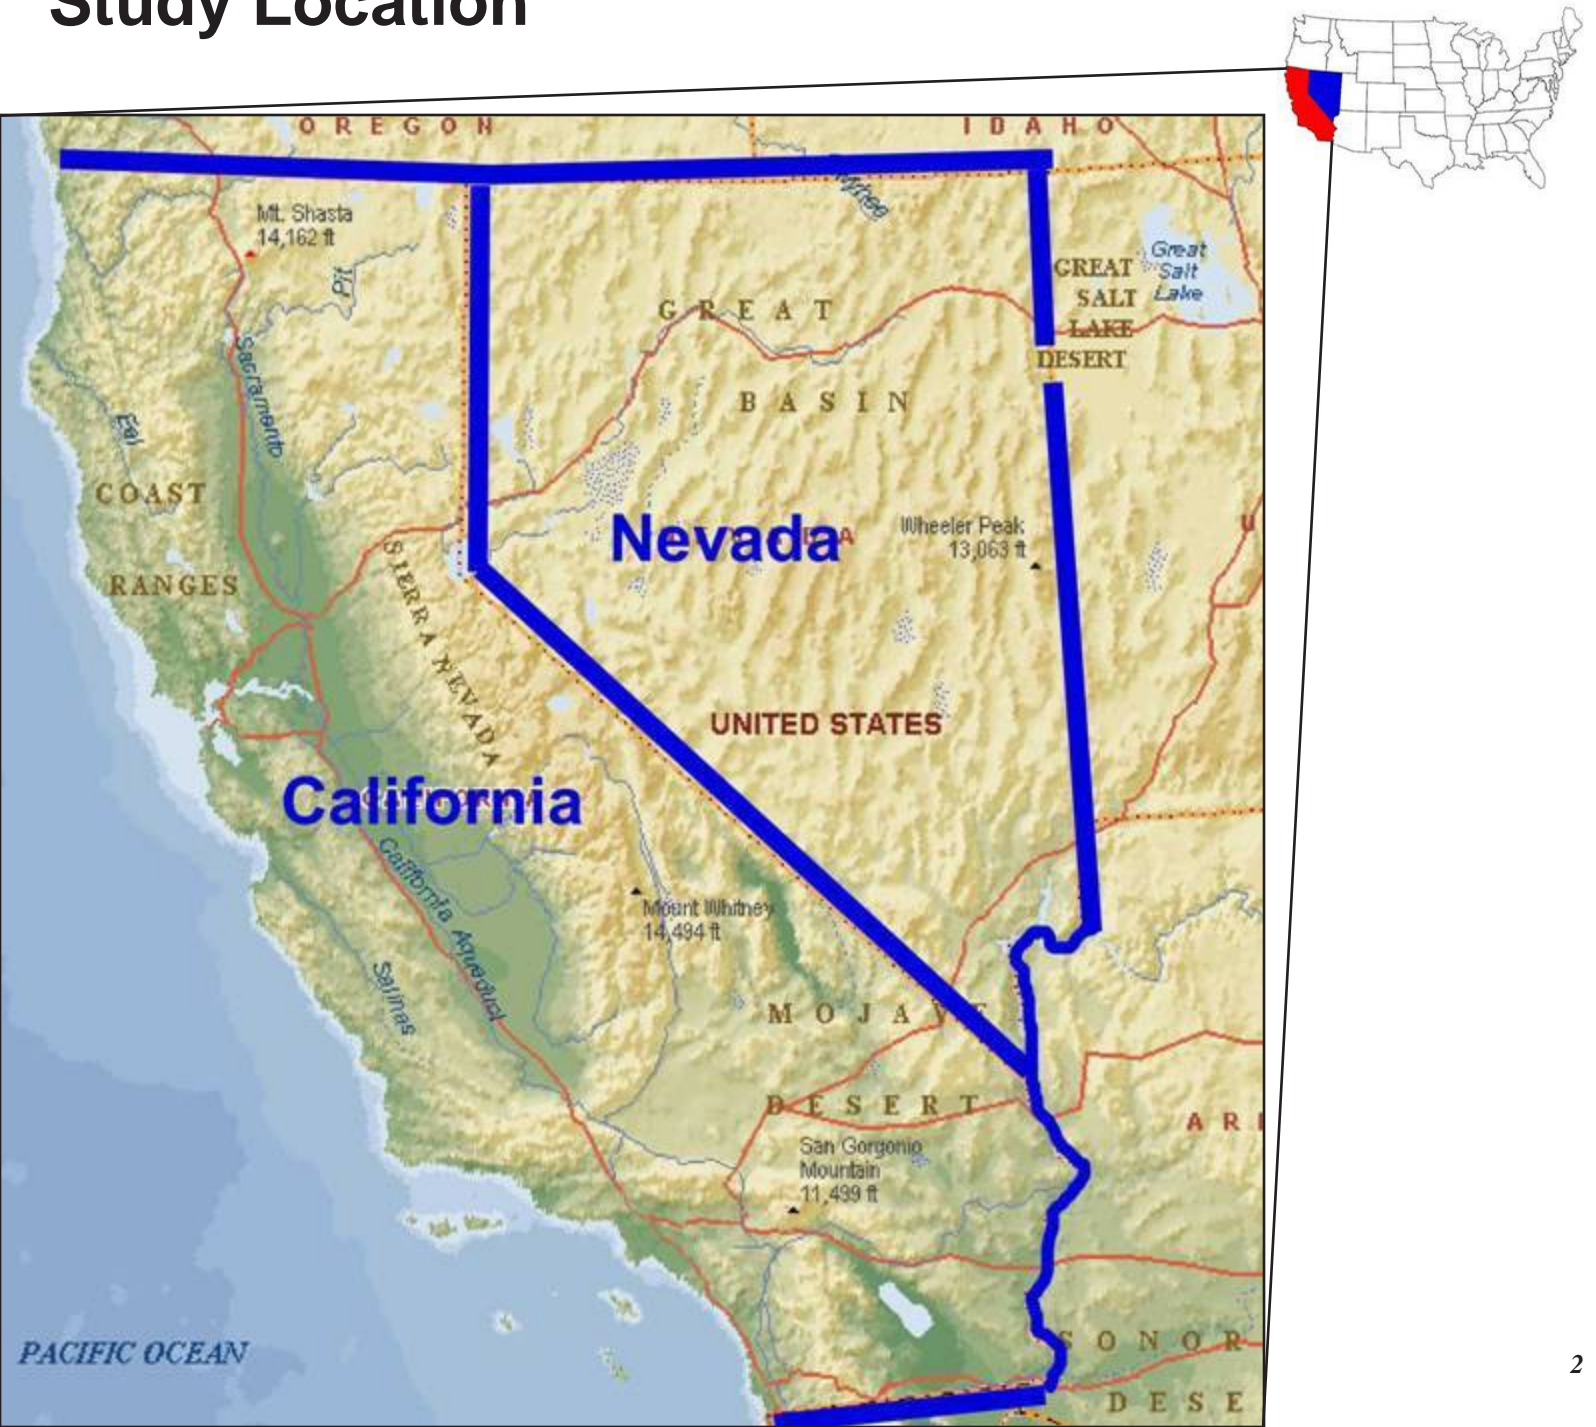 Study Location
OREGON
IDAHO
Mt. Shasta
14,162 ft
Pit
GREAT
SALT
LAKE
DESERT
Great
Salt
Lake
GREAT
BASIN
Sacramento
Eel
COAST
RANGES
SIERRA NEVADA
Nevada
Wheeler Peak
13,063 ft
U
UNITED STATES
California
California Aqueduct
Mount Whitney
14,494 ft
Salinas
MOJAVE
DESERT
San Gorgonio
Mountain
11,499 ft
ARI
PACIFIC OCEAN
SONOR
DESE
2